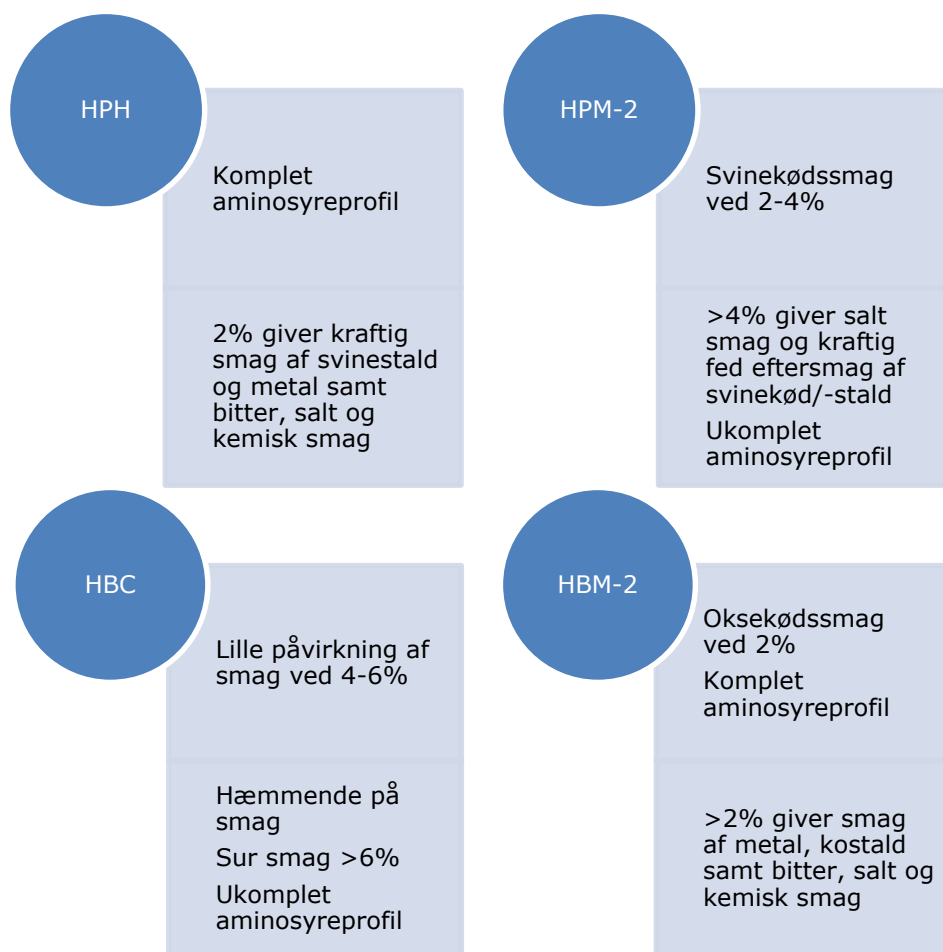 HPH
Komplet
aminosyreprofil
2% giver kraftig
smag af svinestald
og metal samt
bitter, salt og
kemisk smag
HPM-2
Svinekødssmag
ved 2-4%
>4% giver salt
smag og kraftig
fed eftersmag af
svinekød/-stald
Ukomplet
aminosyreprofil
HBC
Lille påvirkning af
smag ved 4-6%
Hæmmende på
smag
Sur smag >6%
Ukomplet
aminosyreprofil
HBM-2
Oksekødssmag
ved 2%
Komplet
aminosyreprofil
>2% giver smag
af metal, kostald
samt bitter, salt og
kemisk smag